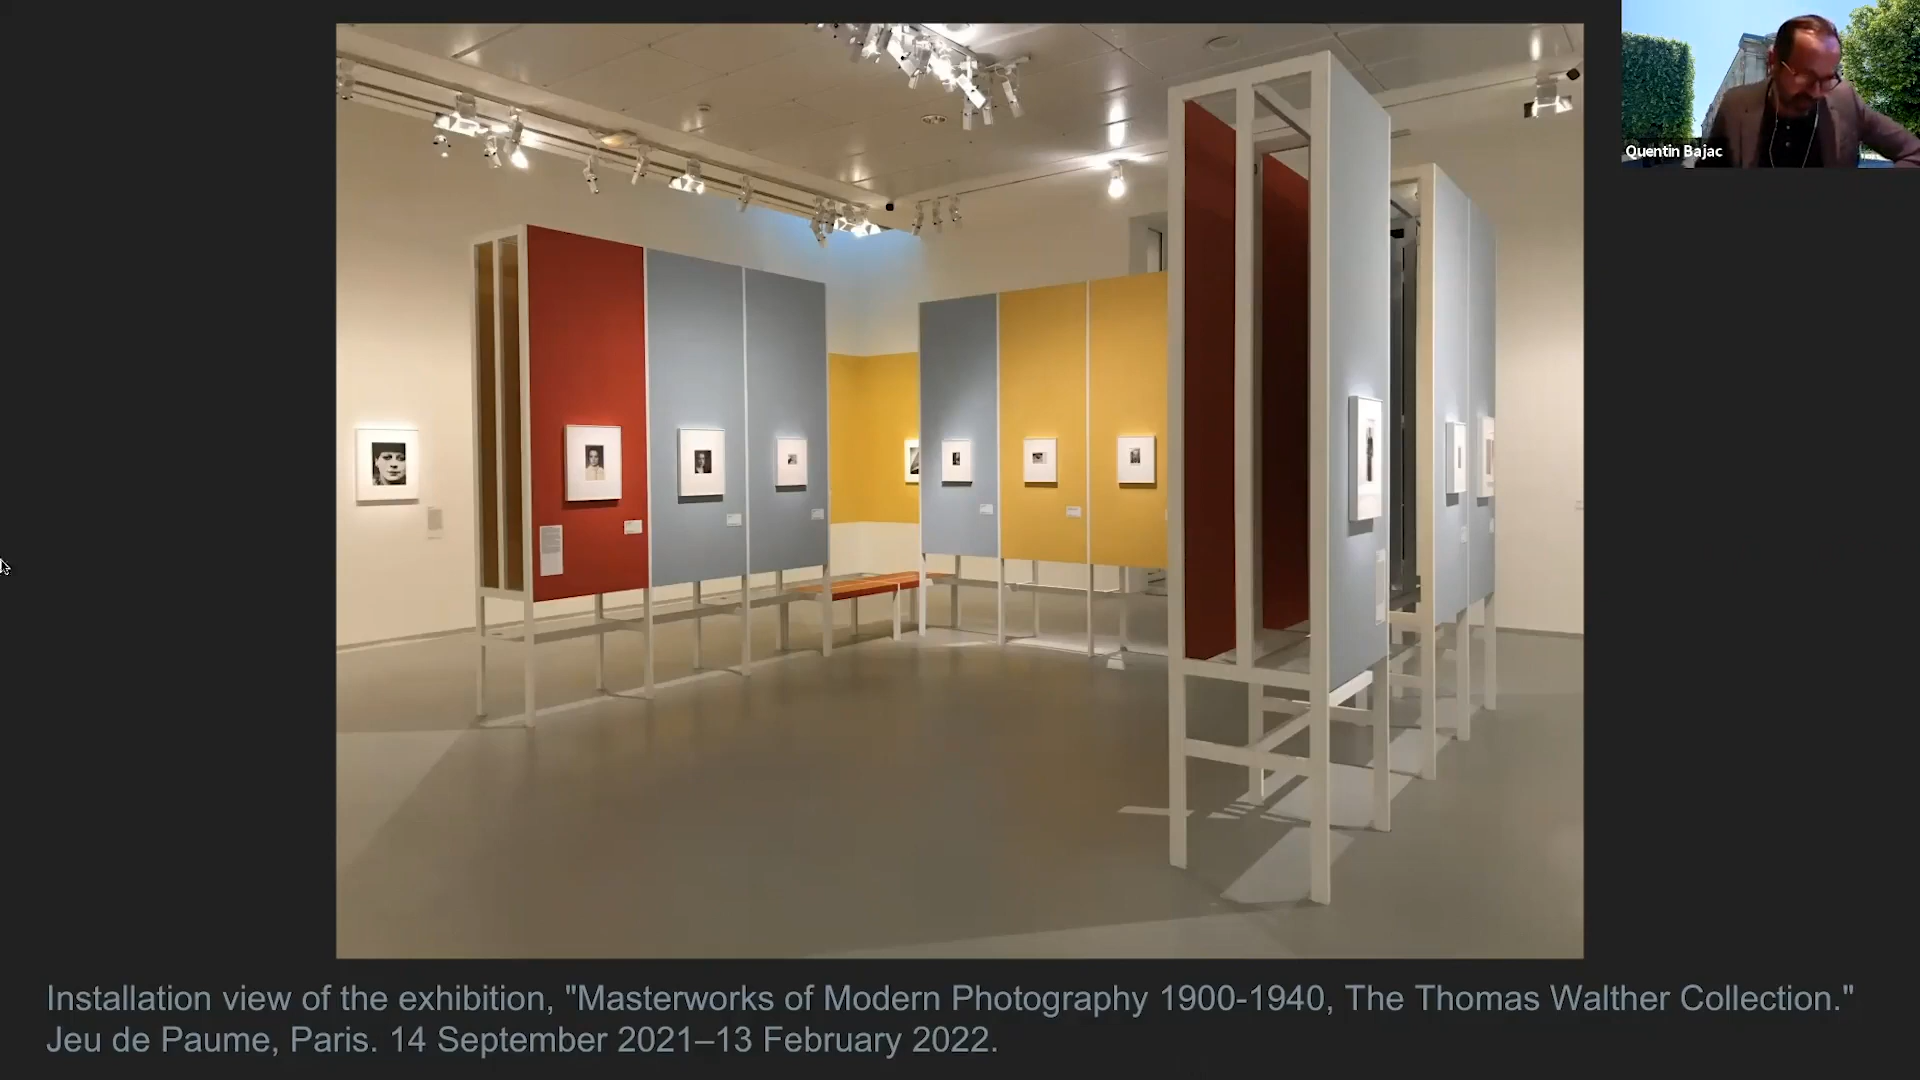 Quentin Bajac
Installation view of the exhibition, "Masterworks of Modern Photography 1900-1940, The Thomas Walther Collection."
Jeu de Paume, Paris. 14 September 2021–13 February 2022.